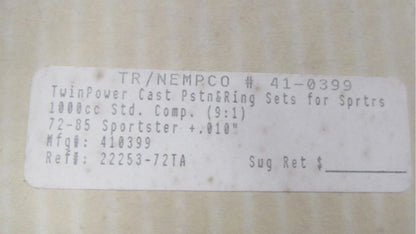 TR/NEMPCO # 41-0399
TwinPower Cast Pstn&Ring Sets for Sprtrs
1000cc Std. Comp. (9:1)
72-85 Sportster +.010"
Mfg#: 410399
Ref#: 22253-72TA Sug Ret $________